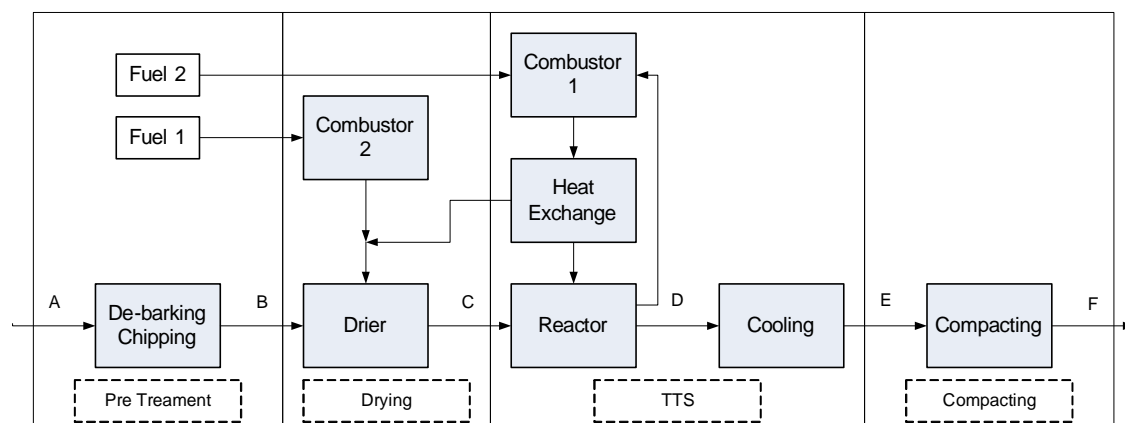 Fuel 2
Combustor
1
Fuel 1
Combustor
2
Heat
Exchange
A
De-barking
Chipping
B
Drier
C
Reactor
D
Cooling
E
Compacting
F
Pre Treament
Drying
TTS
Compacting